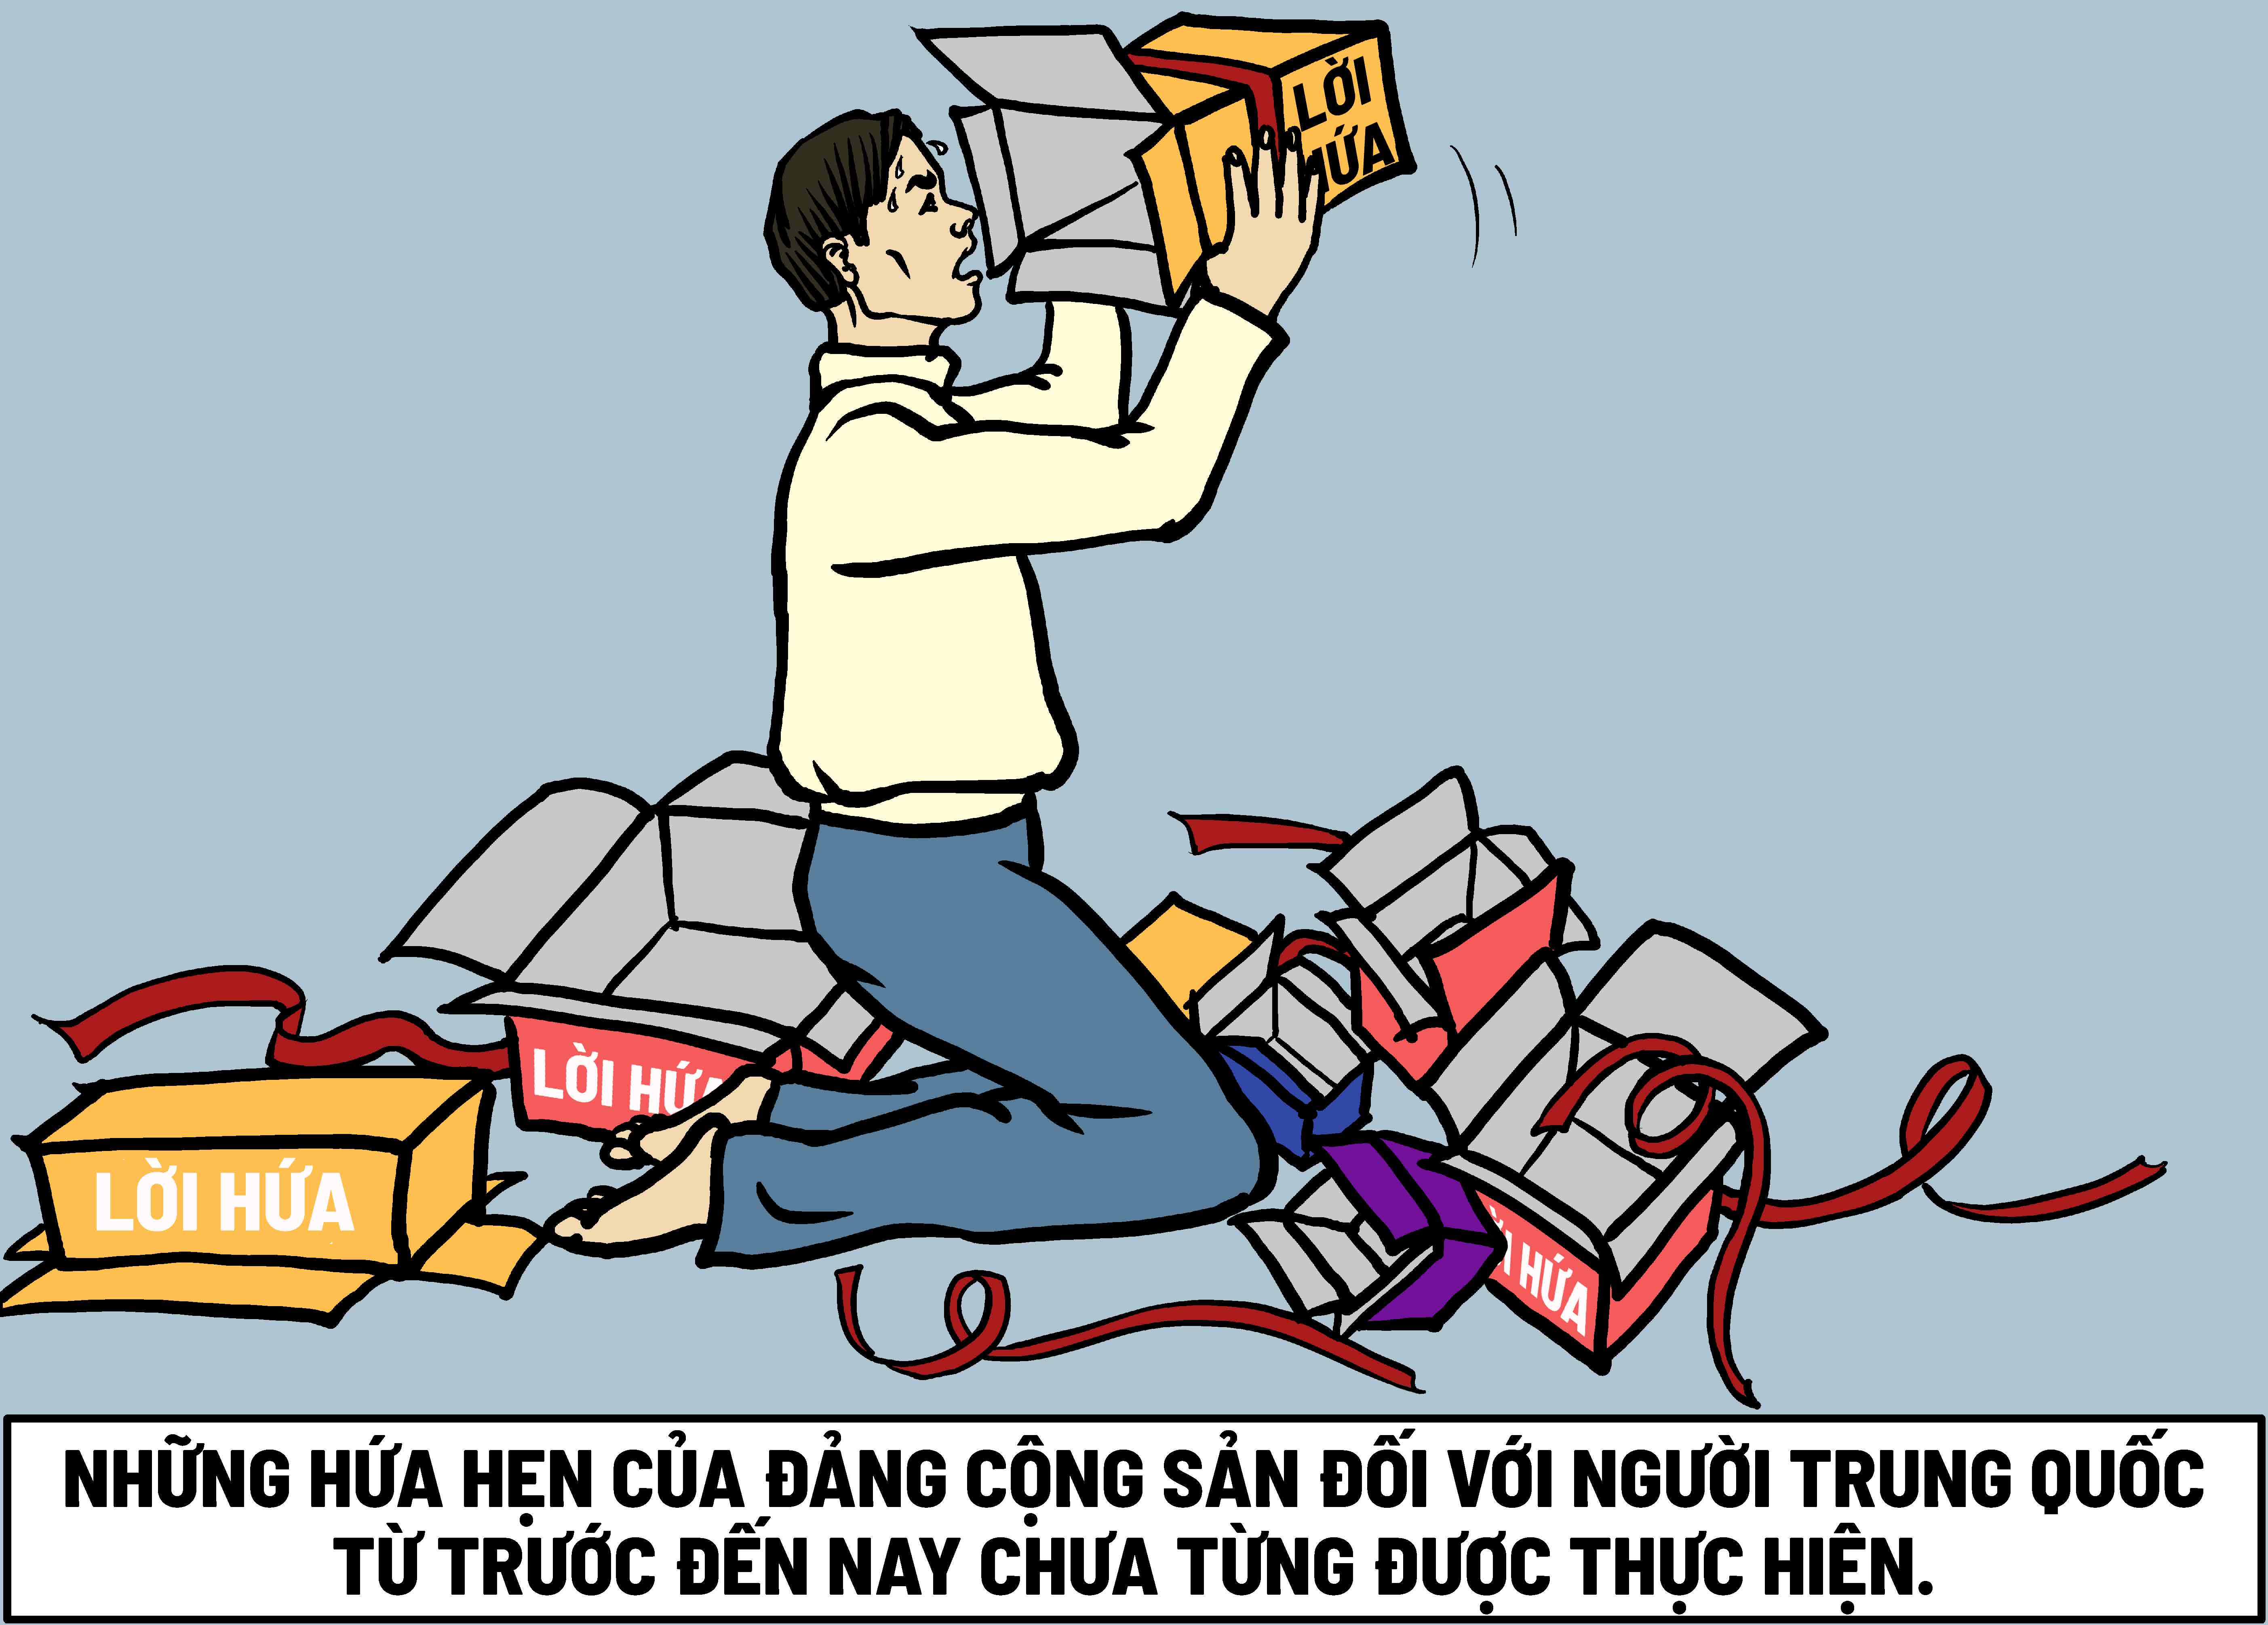 LỜI
HỨA
LỜI HỨA
LỜI HỨA
HỨA
NHỮNG HỨA HẸN CỦA ĐẢNG CỘNG SẢN ĐỐI VỚI NGƯỜI TRUNG QUỐC
TỪ TRƯỚC ĐẾN NAY CHƯA TỪNG ĐƯỢC THỰC HIỆN.